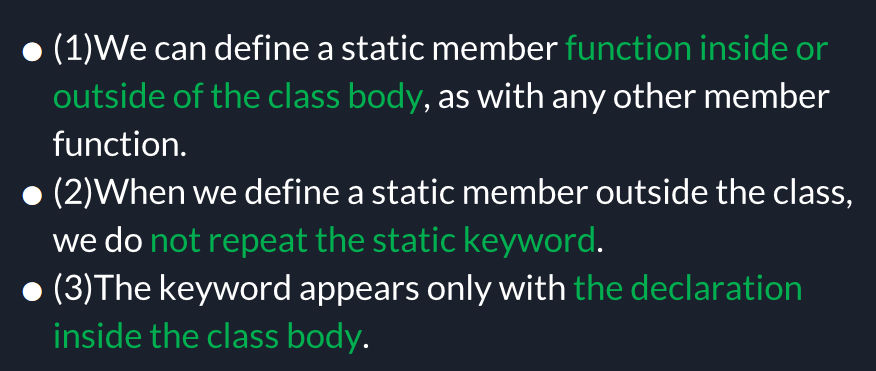 ● (1)We can define a static member function inside or
outside of the class body, as with any other member
function.
● (2)When we define a static member outside the class,
we do not repeat the static keyword.
● (3)The keyword appears only with the declaration
inside the class body.